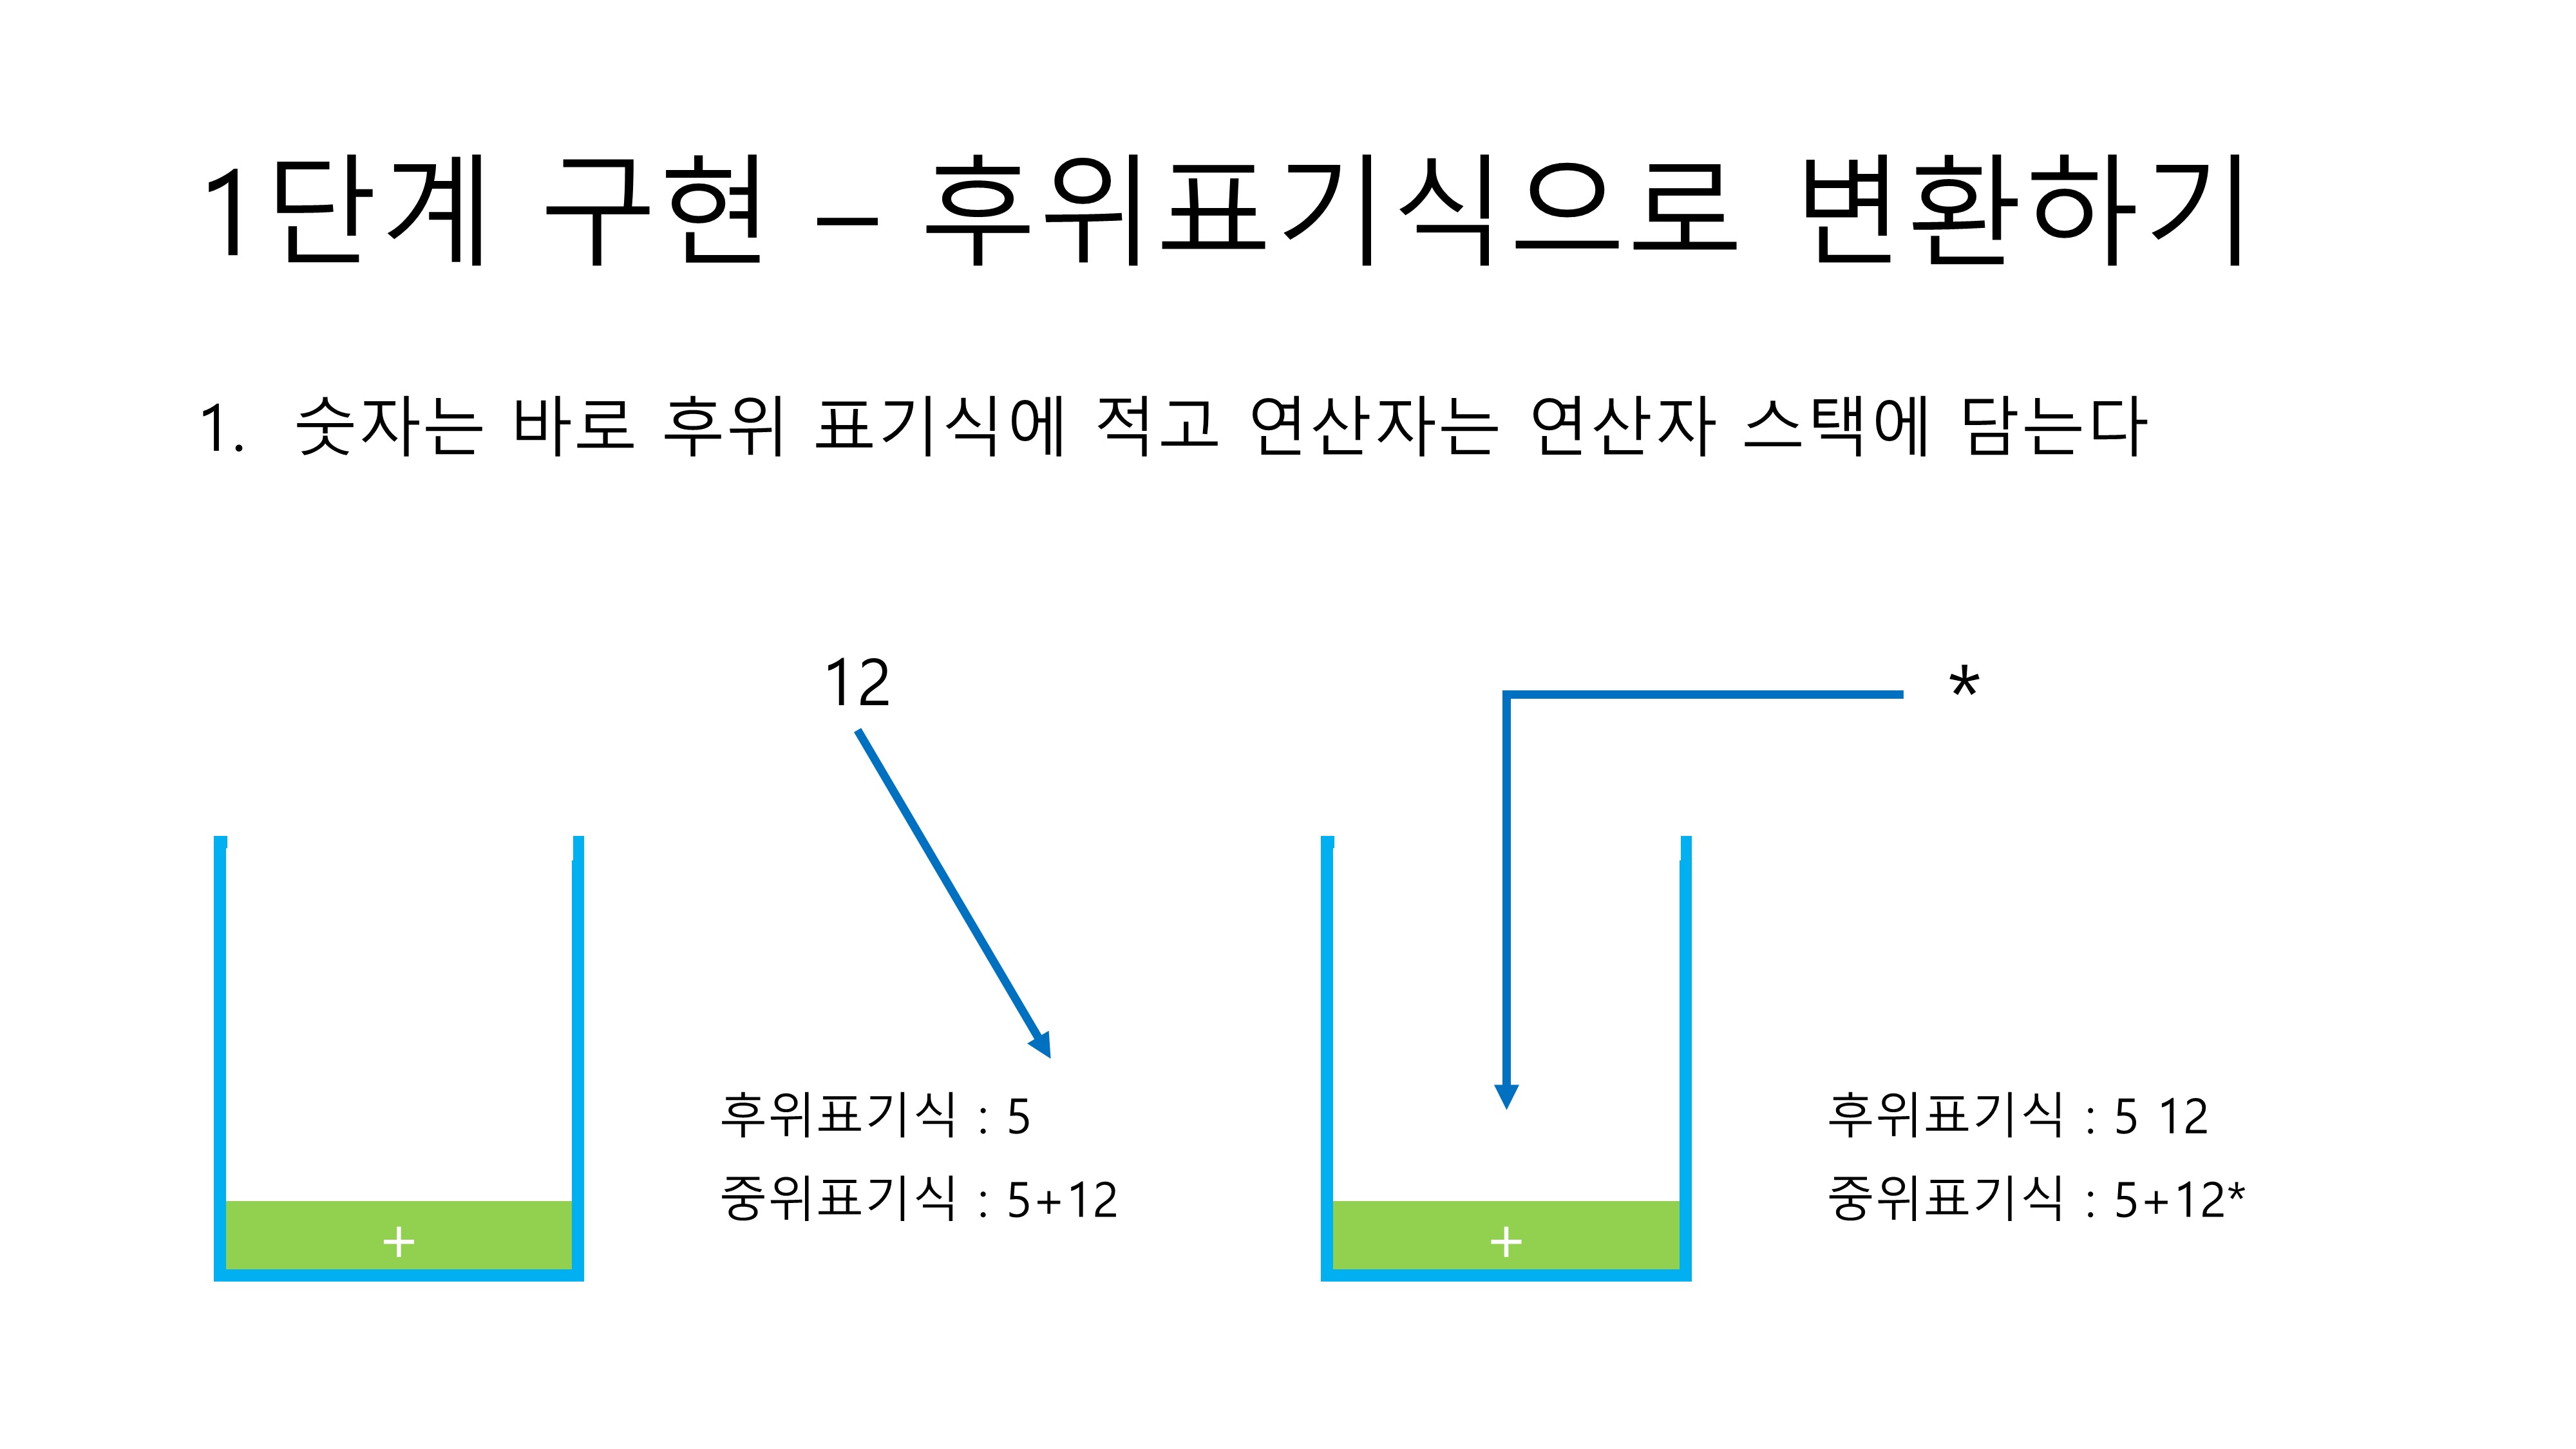 1단계 구현 – 후위표기식으로 변환하기
1. 숫자는 바로 후위 표기식에 적고 연산자는 연산자 스택에 담는다
12
*
후위표기식 : 5
중위표기식 : 5+12
+
후위표기식 : 5 12
중위표기식 : 5+12*
+